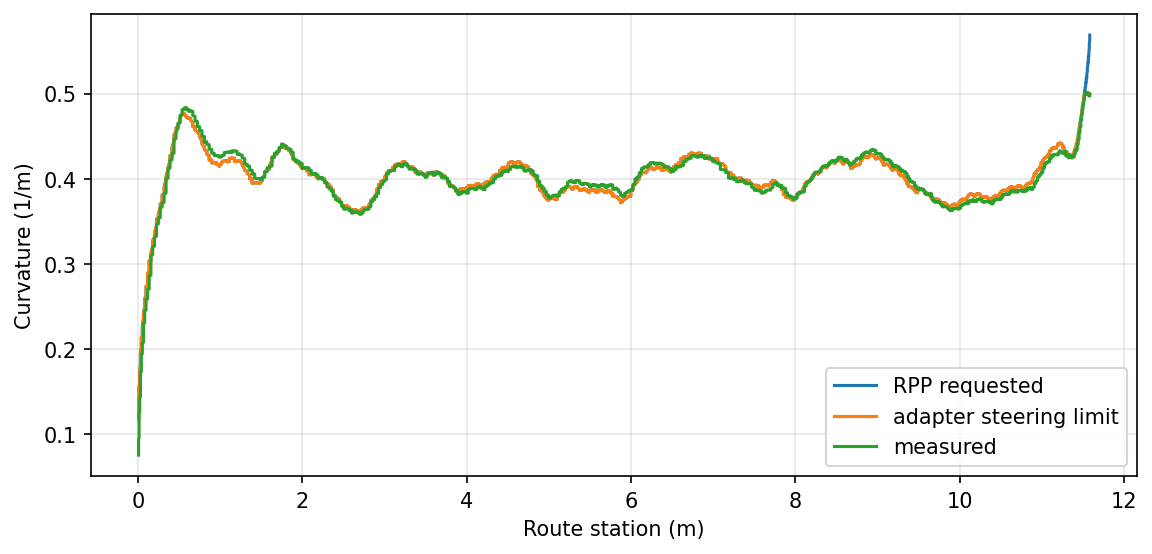 Curvature (1/m)
0.5
0.4
0.3
0.2
0.1
0 2 4 6 8 10 12
Route station (m)
RPP requested
adapter steering limit
measured